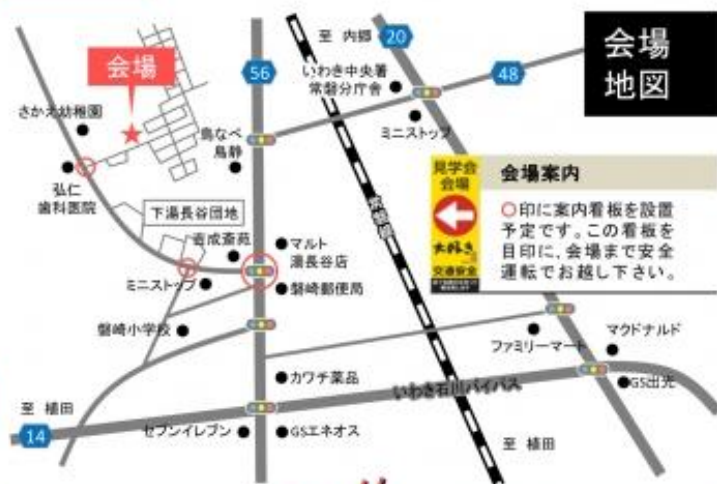 会場
地図
至 内郷
20
56
48
会場
いわき中央署
常磐分庁舎
さかえ幼稚園
ミニストップ
鳥なべ
鳥静
見学会
会場
会場案内
○印に案内看板を設置
予定です。この看板を
目印に、会場まで安全
運転でお越し下さい。
交通安全
弘仁
歯科医院
下湯長谷団地
マルト
湯長谷店
ミニストップ
磐崎郵便局
磐崎小学校
ファミリーマート
マクドナルド
カワチ薬品
いわき石川バイパス
GS出光
至 植田
14
セブンイレブン
GSエネオス
至 植田